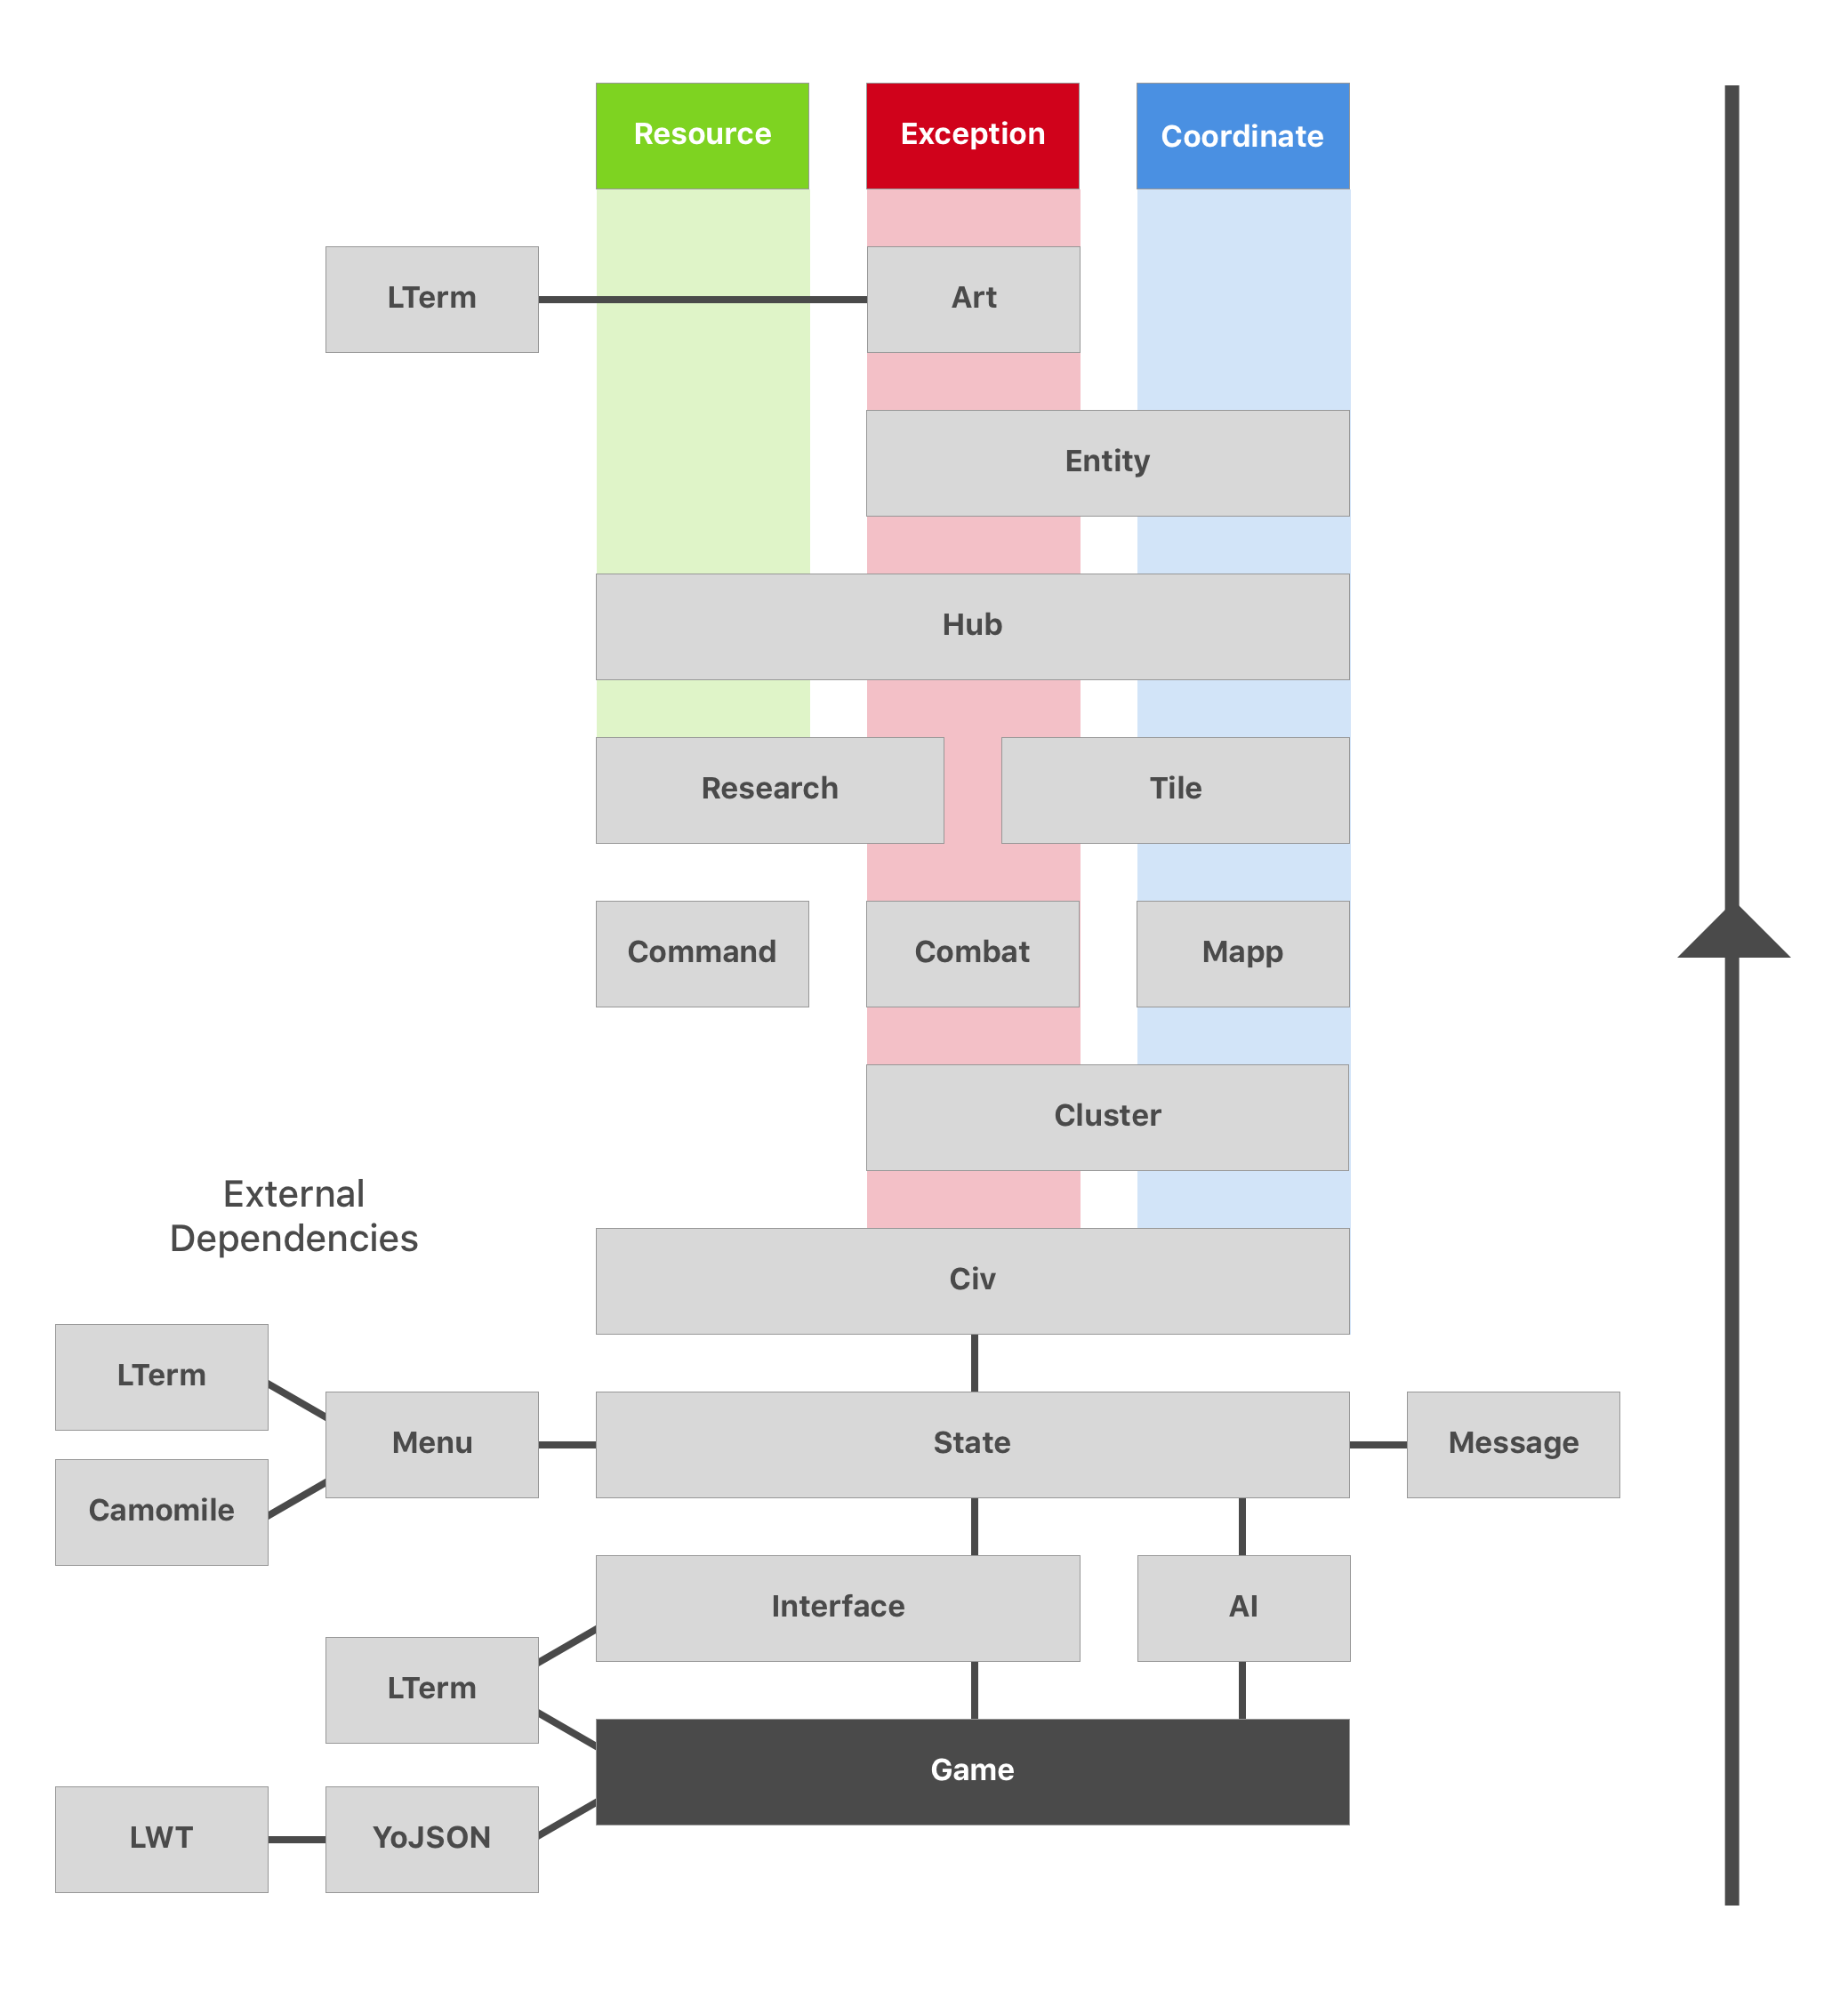 Resource
Exception
Coordinate
LTerm
Art
Entity
Hub
Research
Tile
Command
Combat
Mapp
Cluster
External
Dependencies
Civ
LTerm
Menu
State
Message
Camomile
Interface
AI
LTerm
Game
LWT
YoJSON